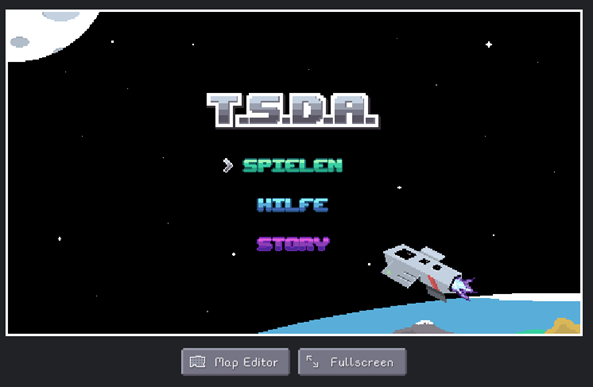 T.S.D.A.
SPIELEN
HILFE
STORY
Map Editor
Fullscreen